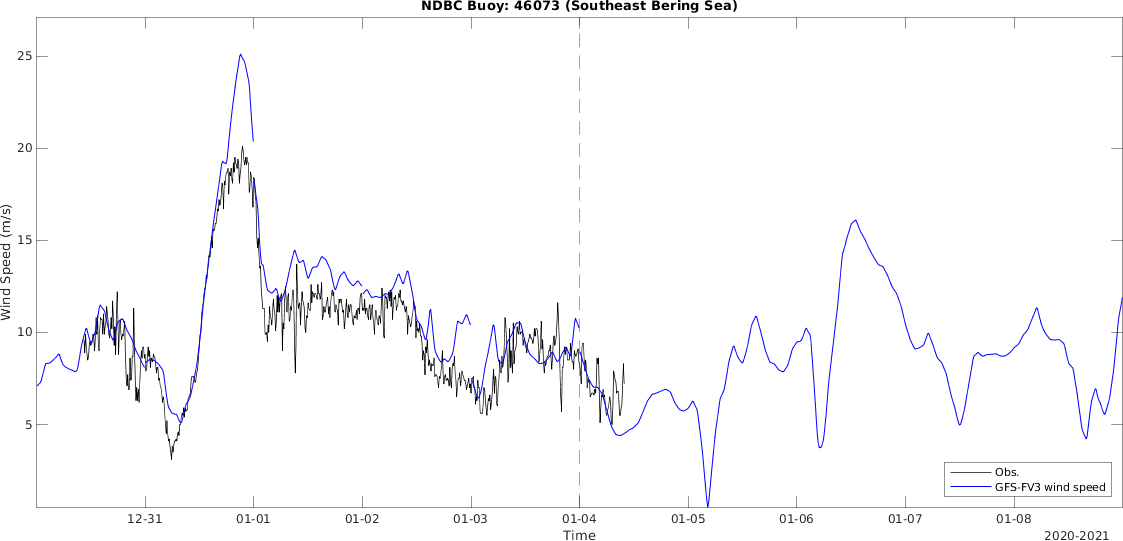 NDBC Buoy: 46073 (Southeast Bering Sea)
25
20
15
10
5
Wind Speed (m/s)
12-31 01-01 01-02 01-03 01-04 01-05 01-06 01-07 01-08
Time
2020-2021
Obs.
GFS-FV3 wind speed